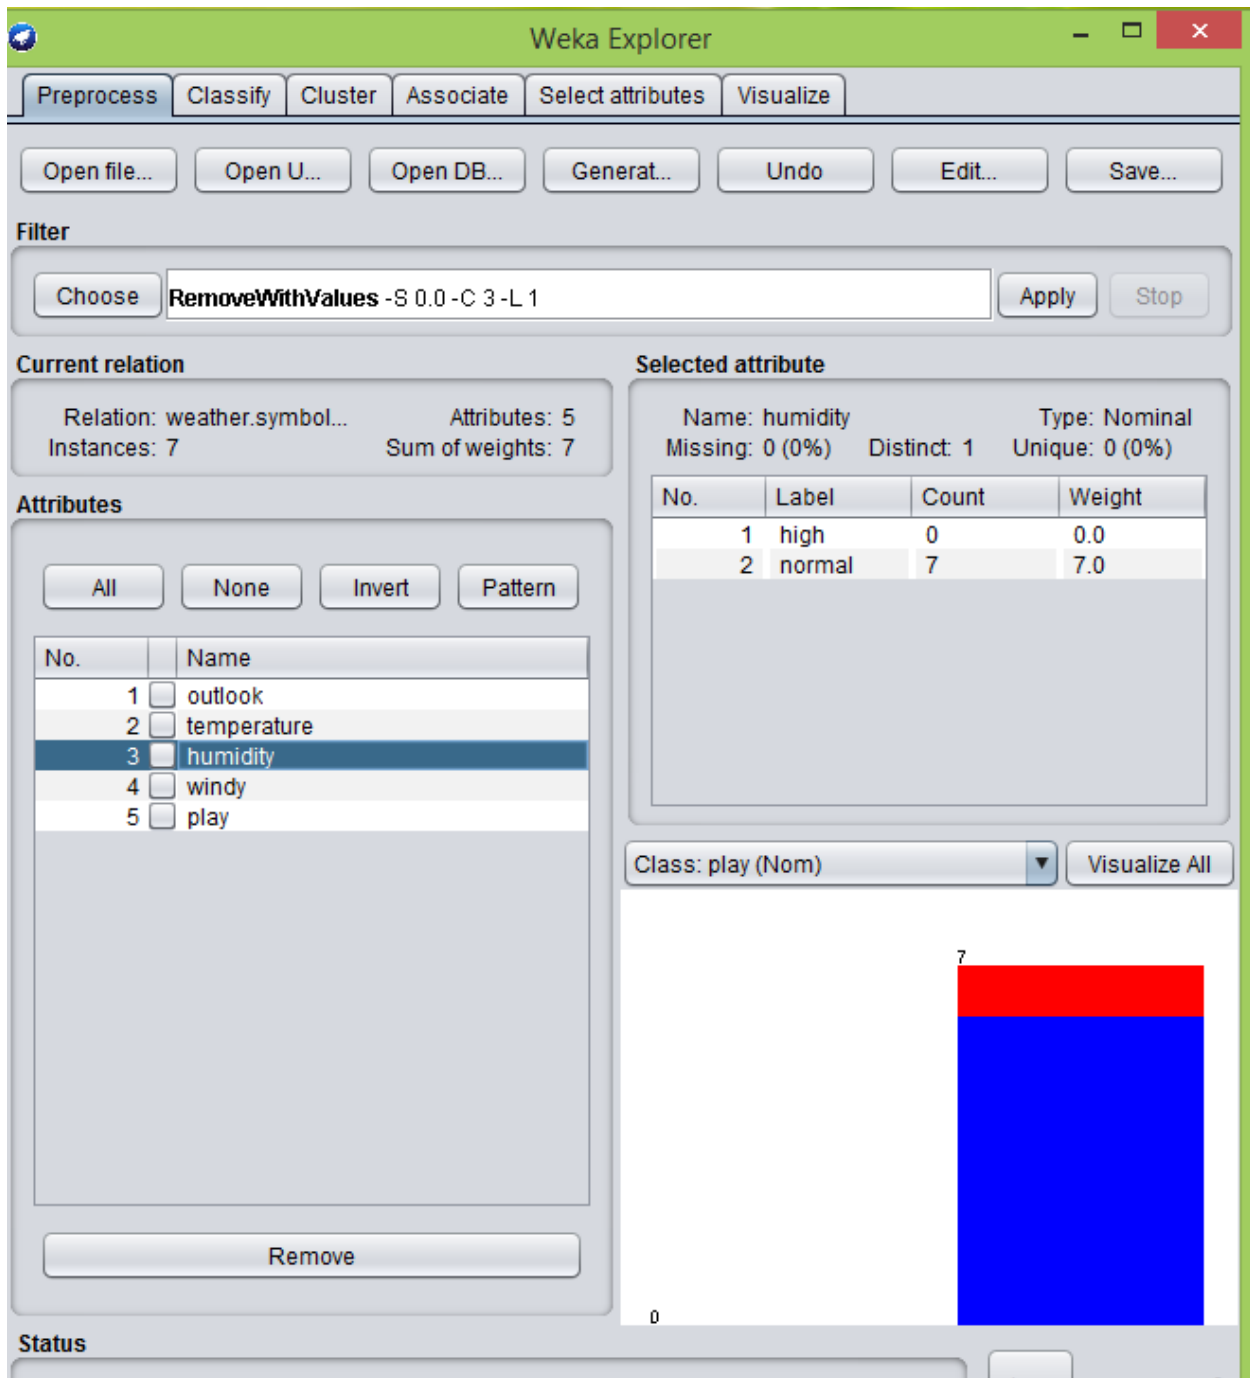 Weka Explorer
Preprocess Classify Cluster Associate Select attributes Visualize
Open file... Open U... Open DB... Generat... Undo Edit... Save...
Filter
Choose RemoveWithValues -S 0.0 -C 3 -L 1 Apply Stop
Current relation
Relation: weather.symbol... Attributes: 5
Instances: 7 Sum of weights: 7
Attributes
All None Invert Pattern
No. Name
1 outlook
2 temperature
3 humidity
4 windy
5 play
Remove
Selected attribute
Name: humidity Type: Nominal
Missing: 0 (0%) Distinct: 1 Unique: 0 (0%)
No. Label Count Weight
1 high 0 0.0
2 normal 7 7.0
Class: play (Nom) Visualize All
7
0
Status